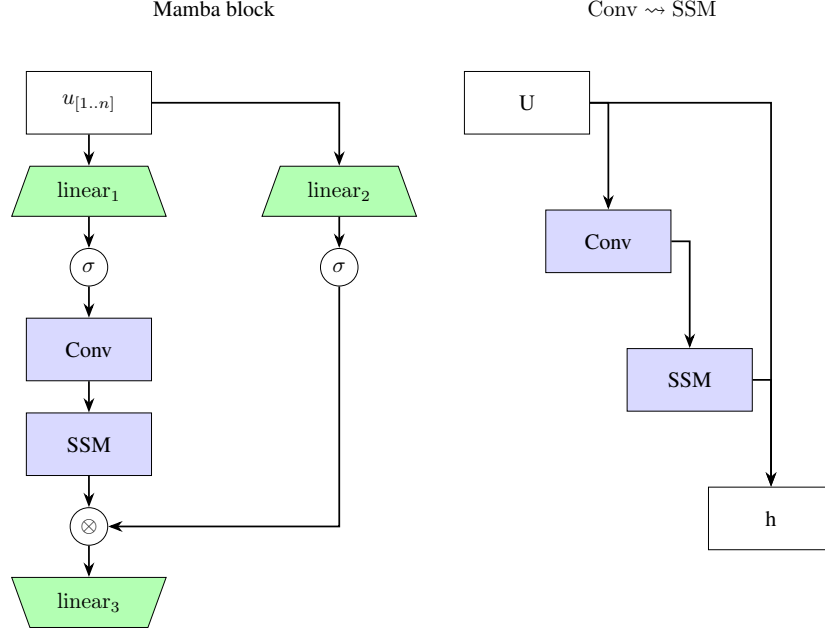 Mamba block
u[1..n]
linear1
linear2
σ
σ
Conv
SSM
⊗
linear3
Conv ⇝ SSM
U
Conv
SSM
h